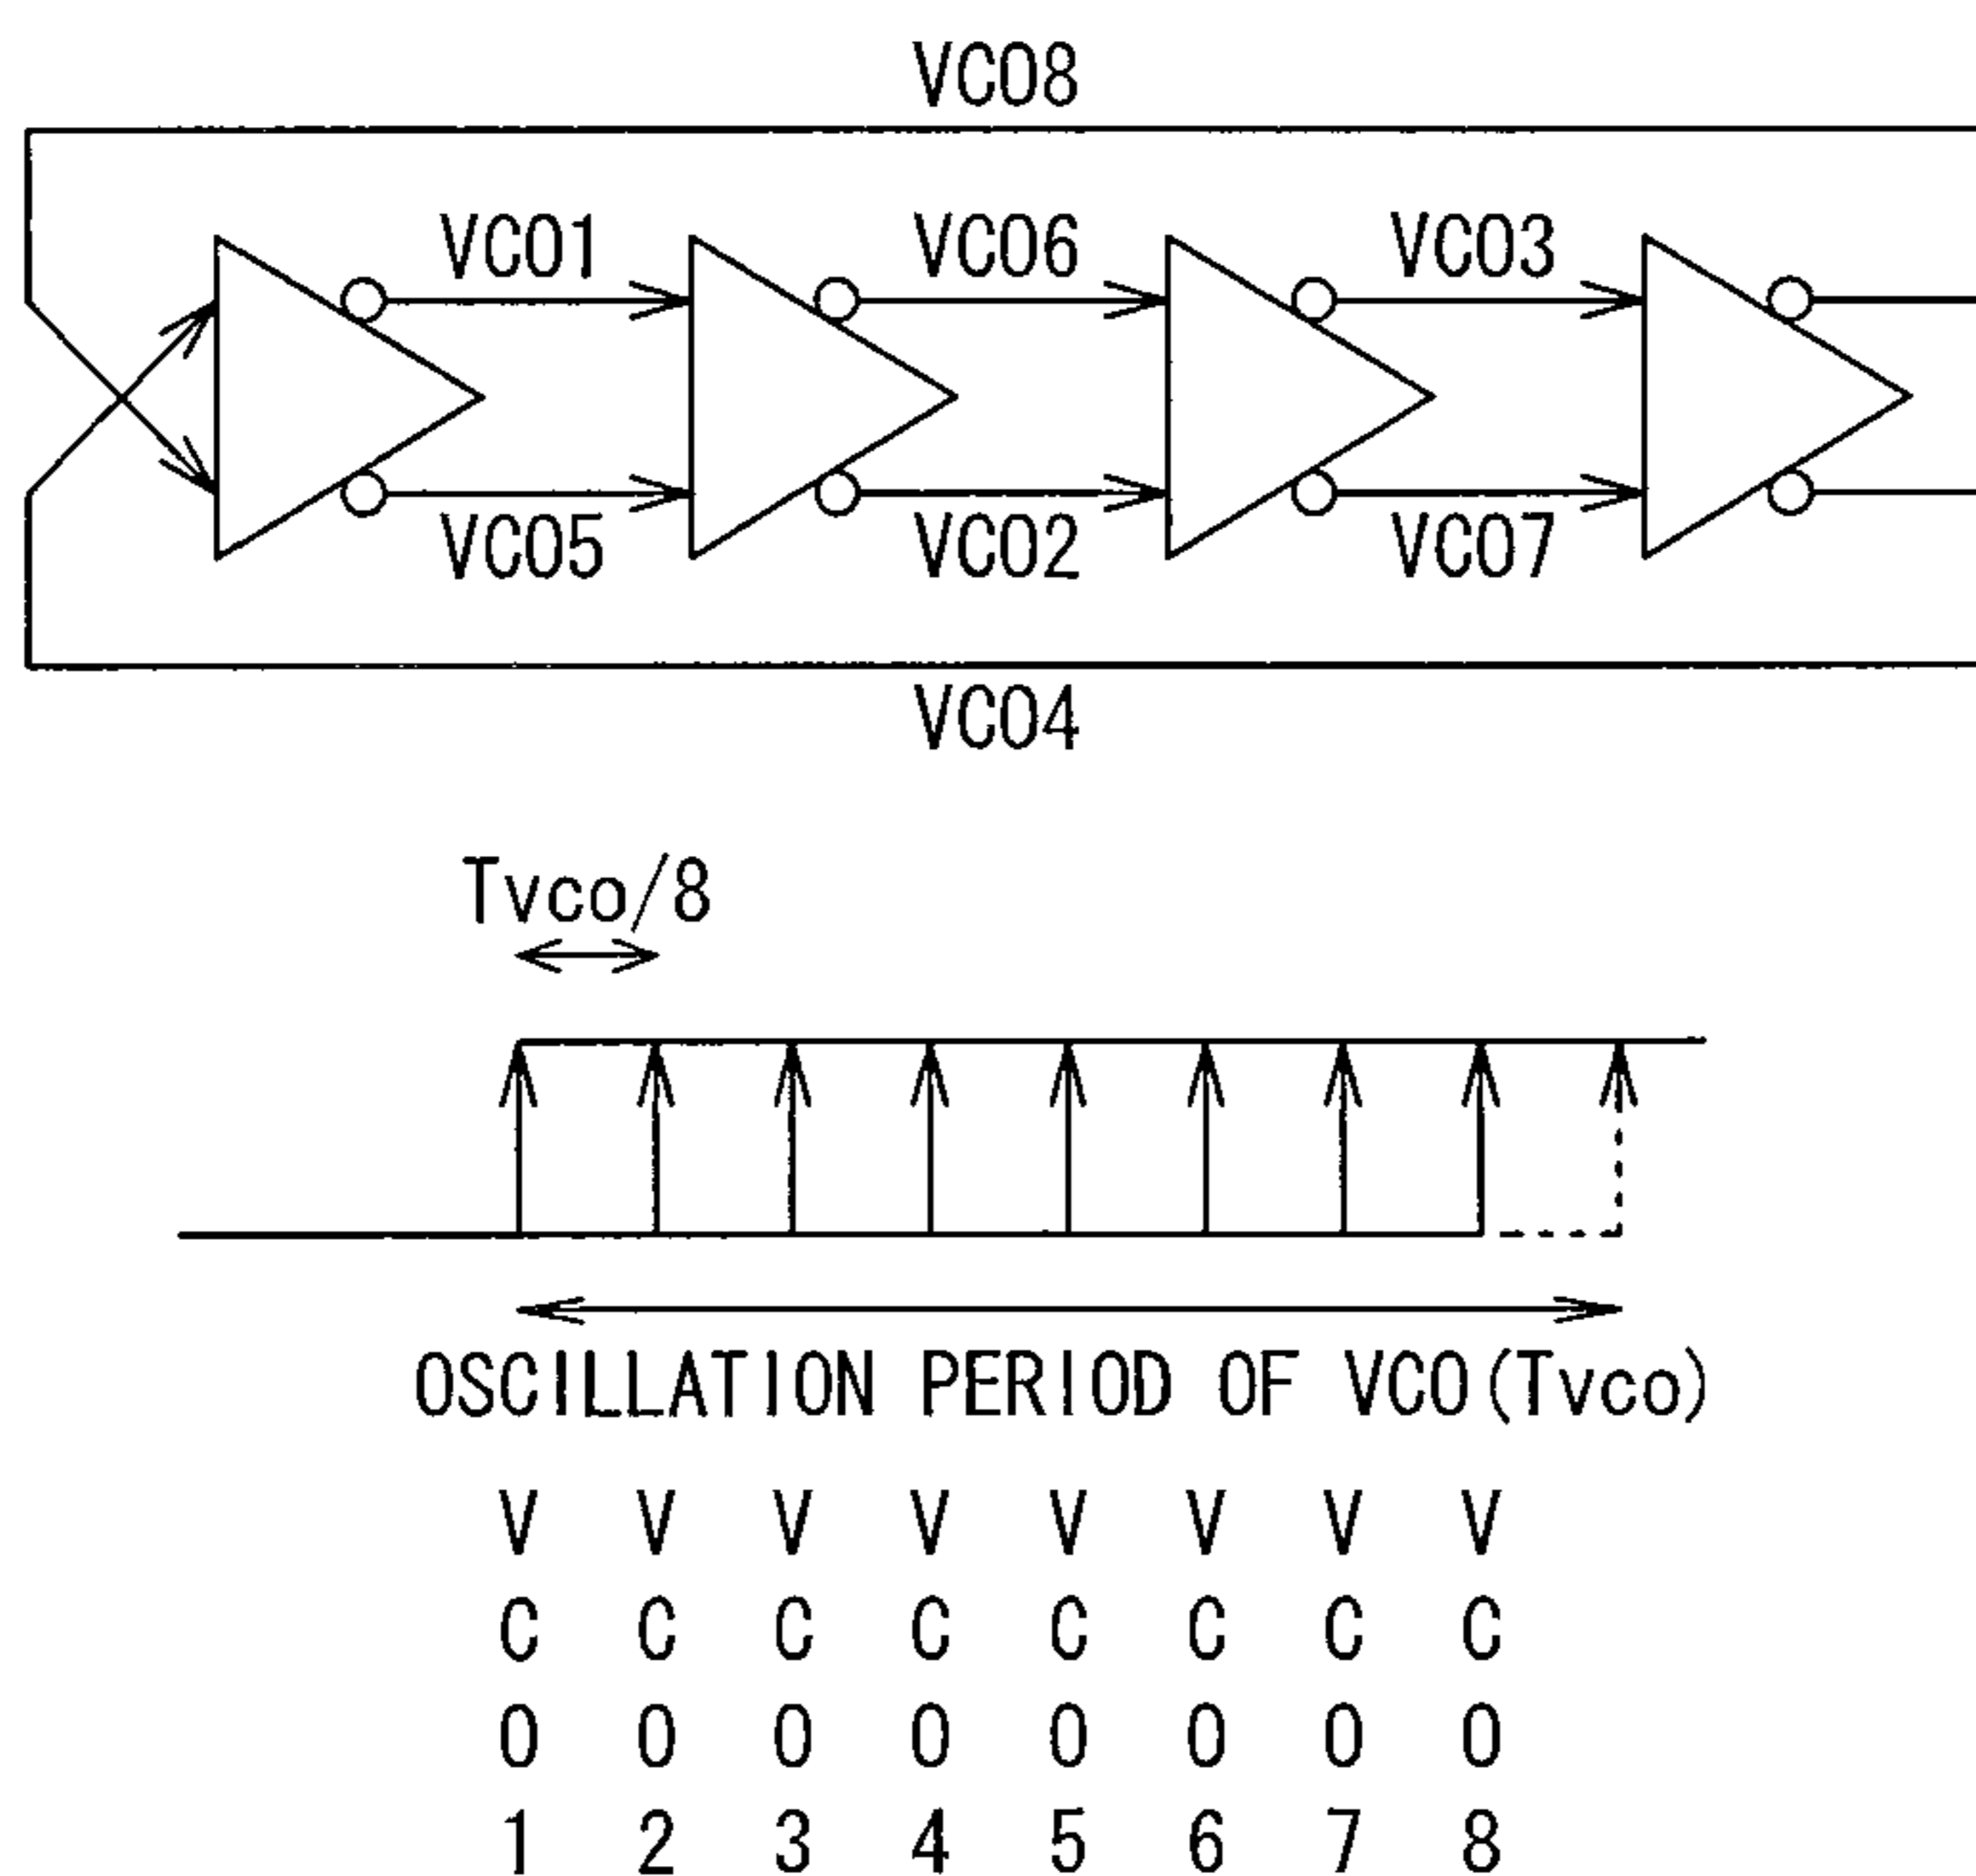 VCO8
VCO1 VCO6 VCO3
VCO5 VCO2 VCO7
VCO4
Tvco/8
OSCILLATION PERIOD OF VCO(Tvco)
V V V V V V V V
C C C C C C C C
O O O O O O O O
1 2 3 4 5 6 7 8